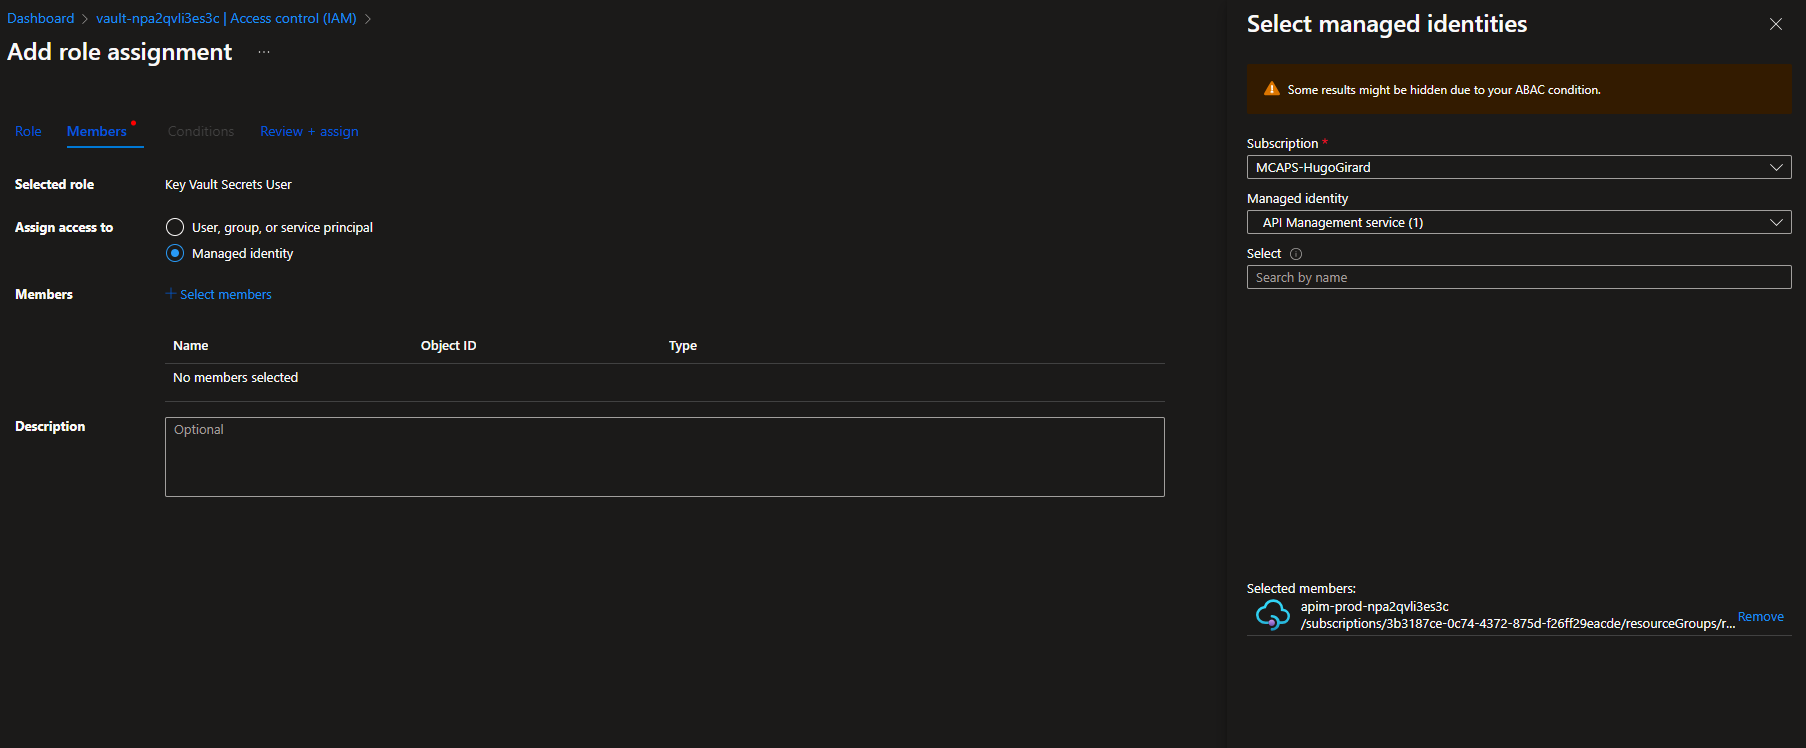 Dashboard > vault-npa2qvli3es3c | Access control (IAM) >
Add role assignment ...
Role Members Conditions Review + assign
Selected role Key Vault Secrets User
Assign access to User, group, or service principal
Managed identity
Members + Select members
Name Object ID Type
No members selected
Description Optional
Select managed identities
Some results might be hidden due to your ABAC condition.
Subscription *
MCAPS-HugoGirard
Managed identity
API Management service (1)
Select
Search by name
Selected members:
apim-prod-npa2qvli3es3c
/subscriptions/3b3187ce-0c74-4372-875d-f26ff29eacde/resourceGroups/r... Remove